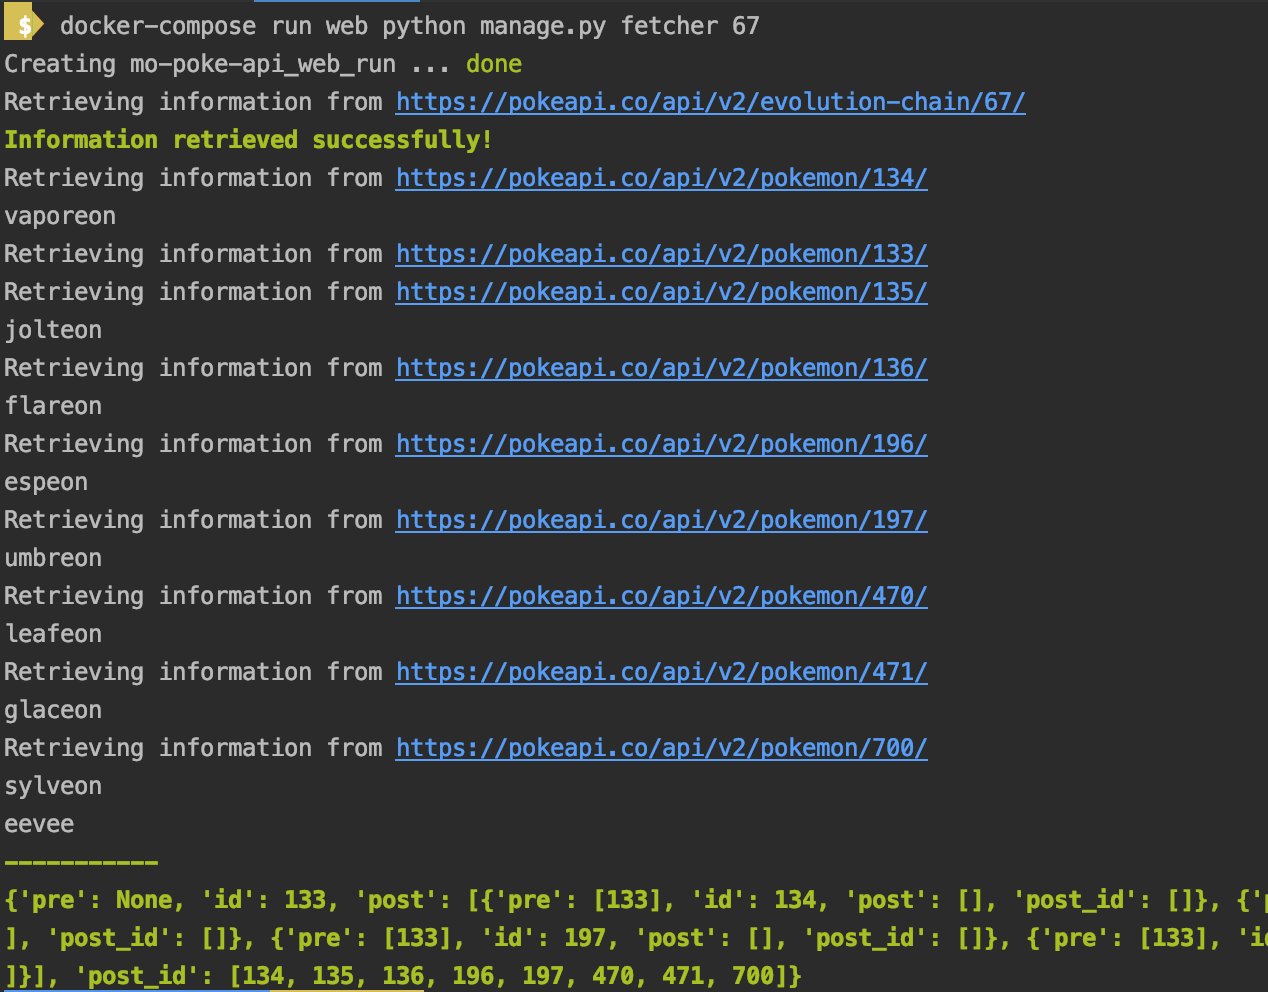 $ docker-compose run web python manage.py fetcher 67
Creating mo-poke-api_web_run ... done
Retrieving information from https://pokeapi.co/api/v2/evolution-chain/67/
Information retrieved successfully!
Retrieving information from https://pokeapi.co/api/v2/pokemon/134/
vaporeon
Retrieving information from https://pokeapi.co/api/v2/pokemon/133/
Retrieving information from https://pokeapi.co/api/v2/pokemon/135/
jolteon
Retrieving information from https://pokeapi.co/api/v2/pokemon/136/
flareon
Retrieving information from https://pokeapi.co/api/v2/pokemon/196/
espeon
Retrieving information from https://pokeapi.co/api/v2/pokemon/197/
umbreon
Retrieving information from https://pokeapi.co/api/v2/pokemon/470/
leafeon
Retrieving information from https://pokeapi.co/api/v2/pokemon/471/
glaceon
Retrieving information from https://pokeapi.co/api/v2/pokemon/700/
sylveon
eevee
-----------
{'pre': None, 'id': 133, 'post': [{'pre': [133], 'id': 134, 'post': [], 'post_id': []}, {'
], 'post_id': []}, {'pre': [133], 'id': 197, 'post': [], 'post_id': []}, {'pre': [133], '
]}], 'post_id': [134, 135, 136, 196, 197, 470, 471, 700]}